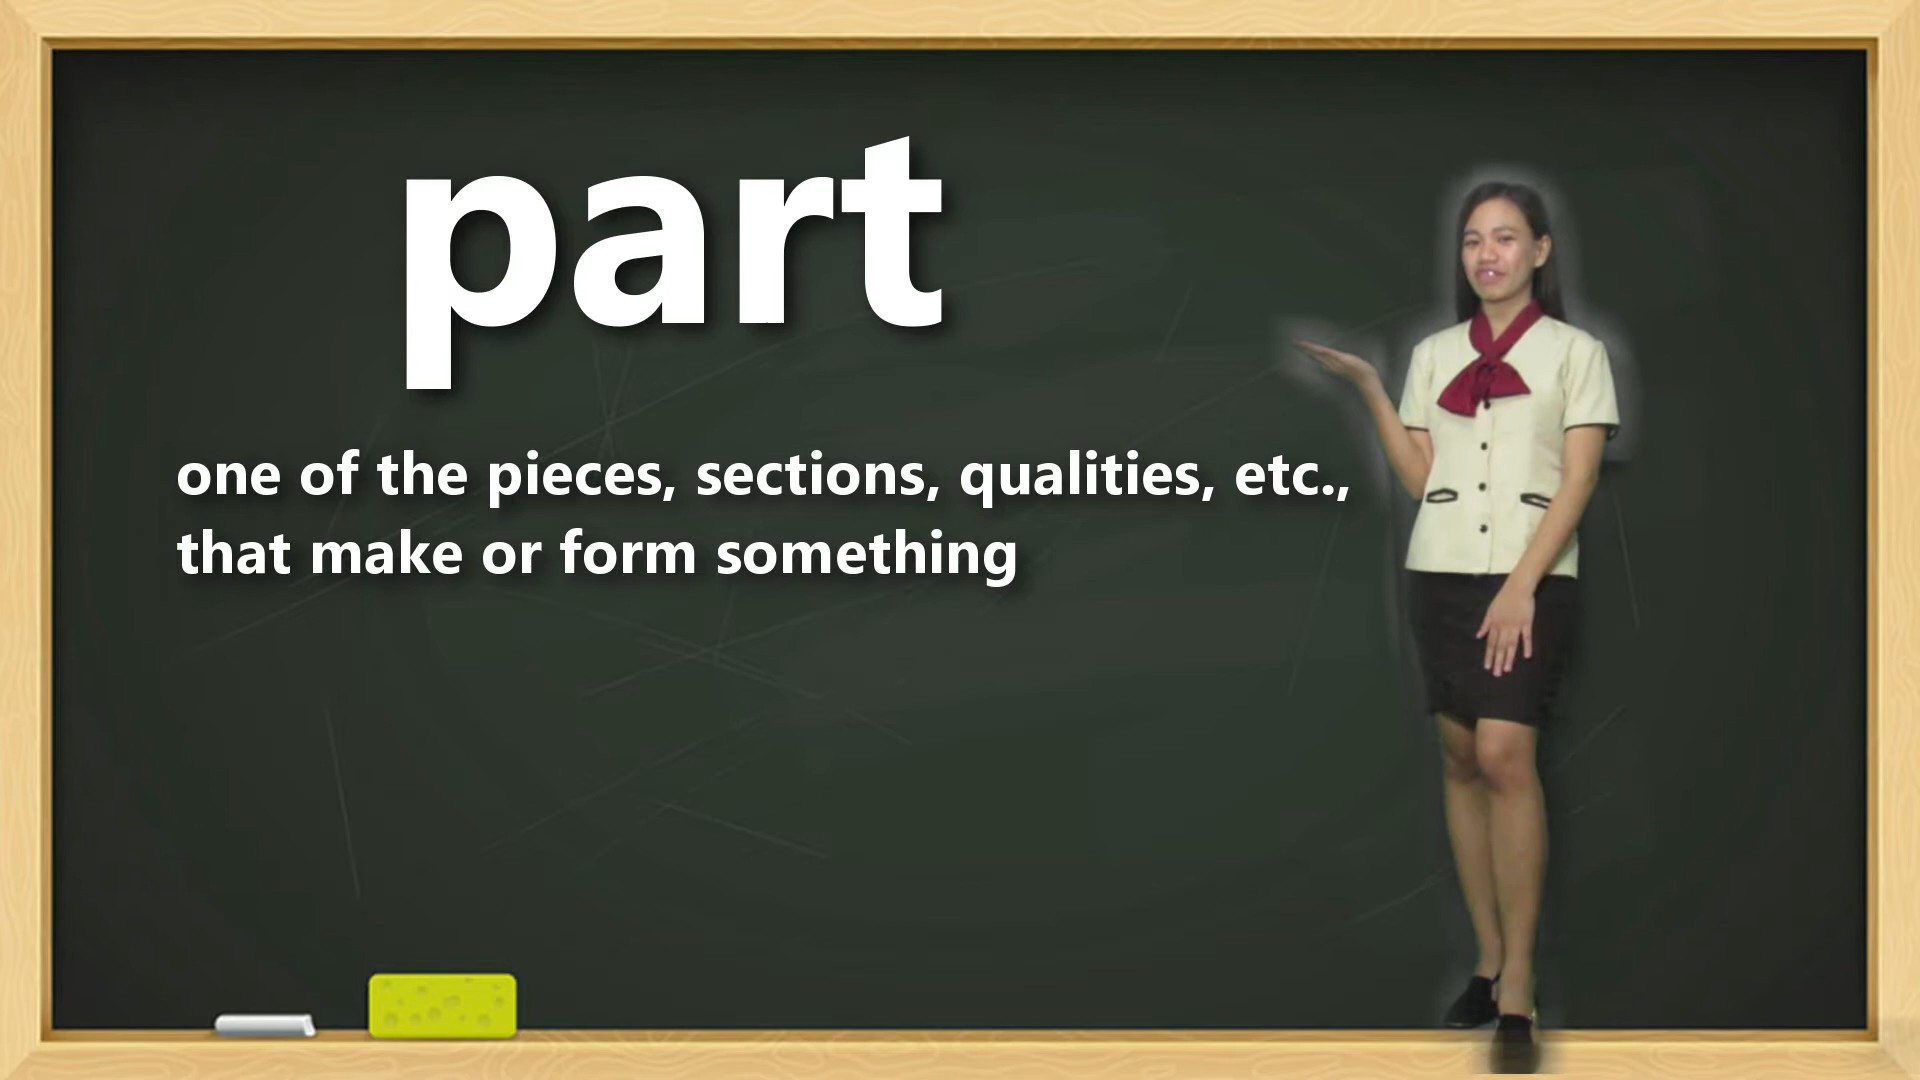 part
one of the pieces, sections, qualities, etc.,
that make or form something